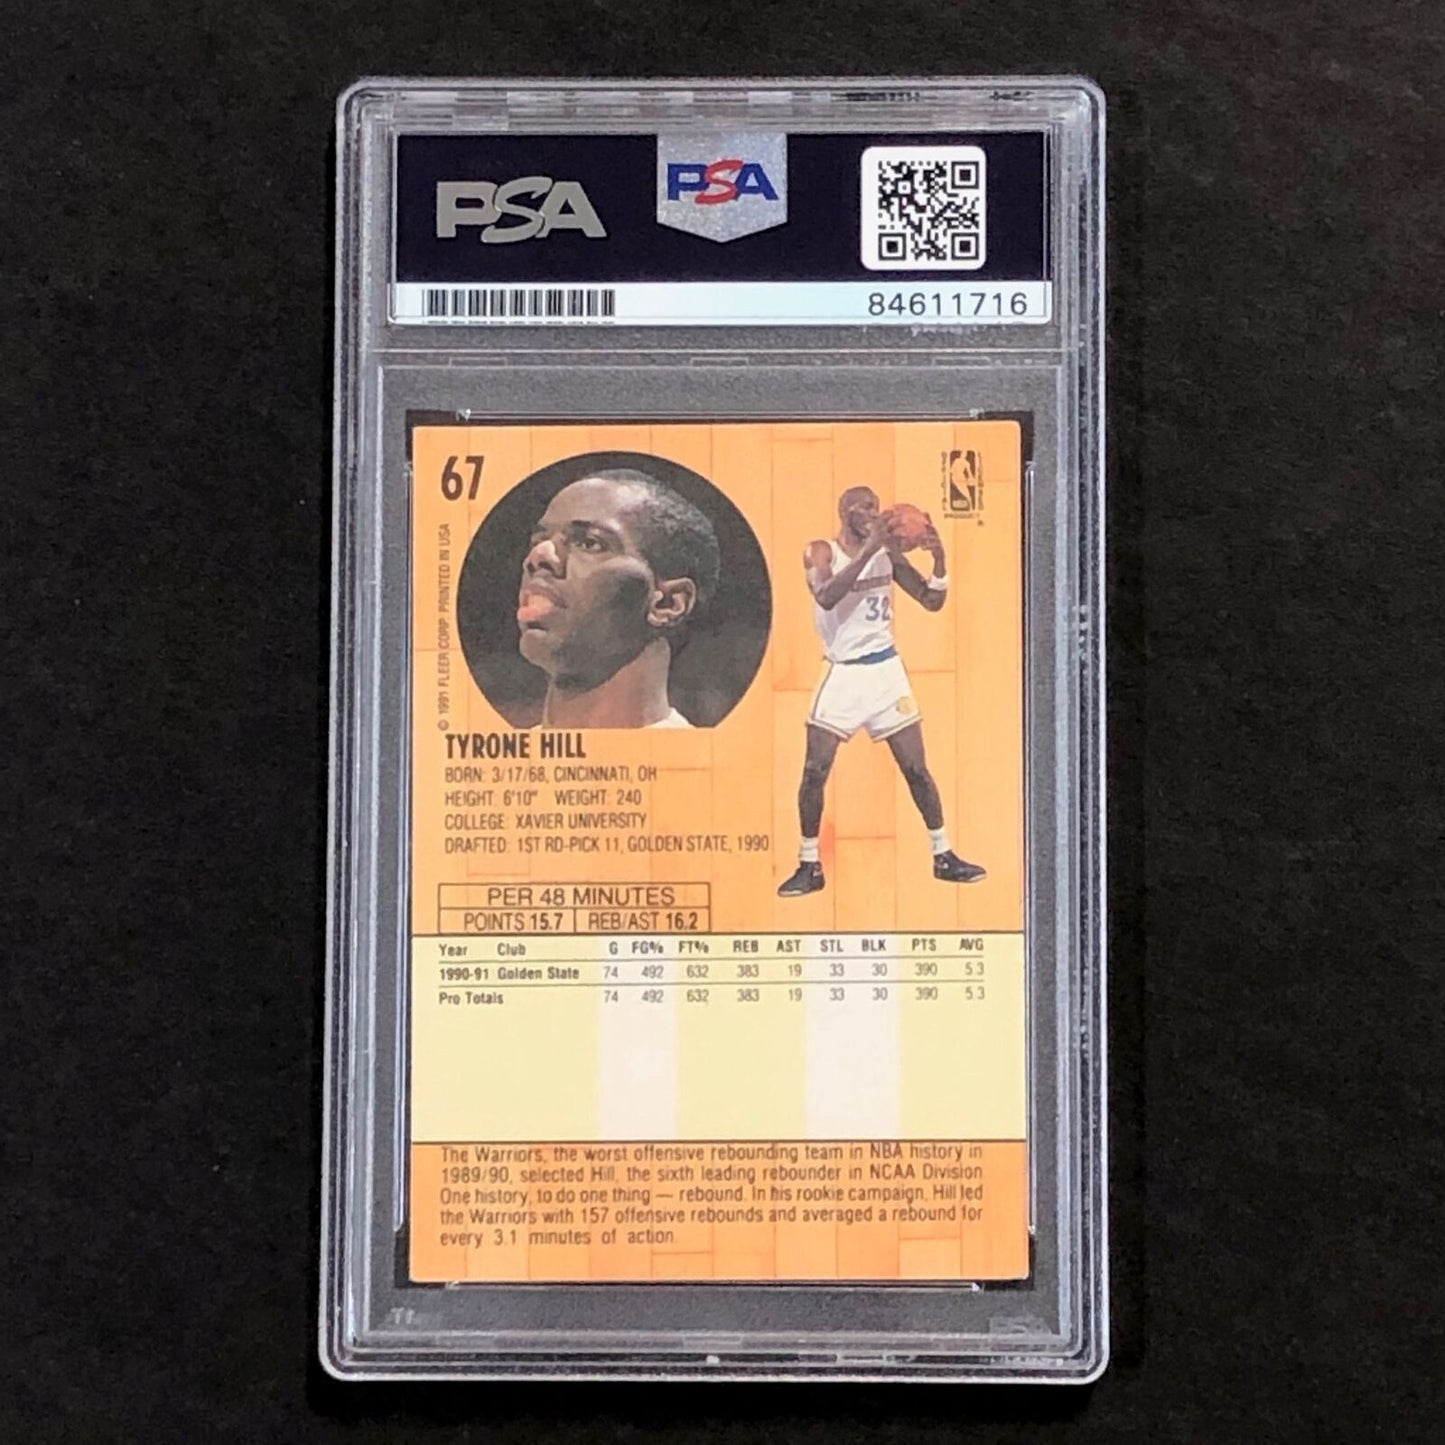 PSA
PSA
84611716
67
OFFICIAL LICENSED
NBA
PRODUCT
© 1991 FLEER CORP. PRINTED IN USA
32
TYRONE HILL
BORN: 3/17/68, CINCINNATI, OH
HEIGHT: 6'10" WEIGHT: 240
COLLEGE: XAVIER UNIVERSITY
DRAFTED: 1ST RD-PICK 11, GOLDEN STATE, 1990
PER 48 MINUTES
POINTS 15.7 REB/AST 16.2
Year Club G FG% FT% REB AST STL BLK PTS AVG
1990-91 Golden State 74 .492 .632 383 19 33 30 390 5.3
Pro Totals 74 .492 .632 383 19 33 30 390 5.3
The Warriors, the worst offensive rebounding team in NBA history in
1989/90, selected Hill, the sixth leading rebounder in NCAA Division
One history, to do one thing — rebound. In his rookie campaign, Hill led
the Warriors with 157 offensive rebounds and averaged a rebound for
every 3.1 minutes of action.